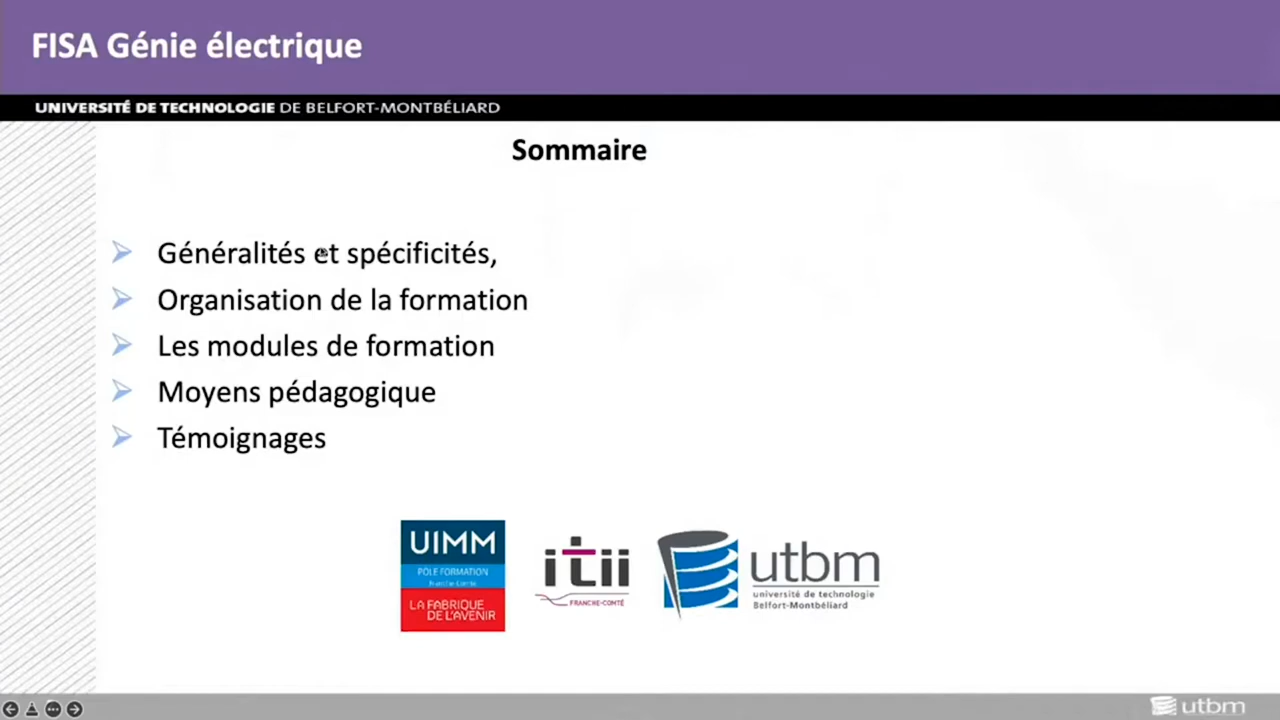 FISA Génie électrique
UNIVERSITÉ DE TECHNOLOGIE DE BELFORT-MONTBÉLIARD
Sommaire
Généralités et spécificités,
Organisation de la formation
Les modules de formation
Moyens pédagogique
Témoignages
UIMM
PÔLE FORMATION
Franche-Comté
LA FABRIQUE
DE L'AVENIR
itii
FRANCHE-COMTÉ
utbm
université de technologie
Belfort-Montbéliard
utbm